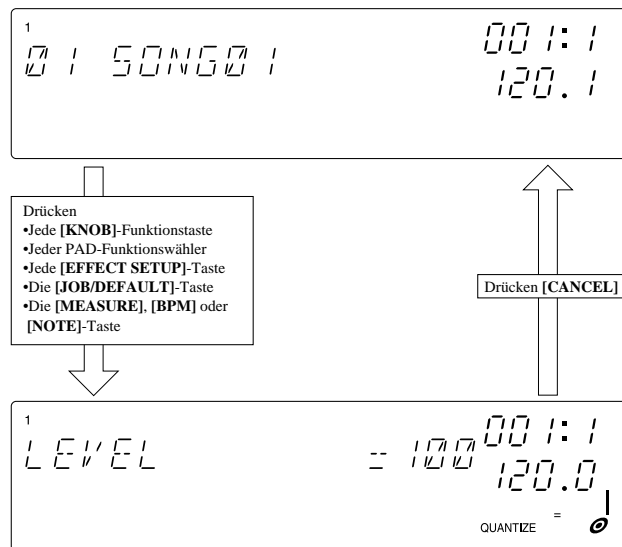 1
001:1
01 SONG01
120.1
Drücken
•Jede [KNOB]-Funktionstaste
•Jeder PAD-Funktionswähler
•Jede [EFFECT SETUP]-Taste
•Die [JOB/DEFAULT]-Taste
•Die [MEASURE], [BPM] oder
[NOTE]-Taste
Drücken [CANCEL]
1
001:1
LEVEL = 100
120.0
QUANTIZE =